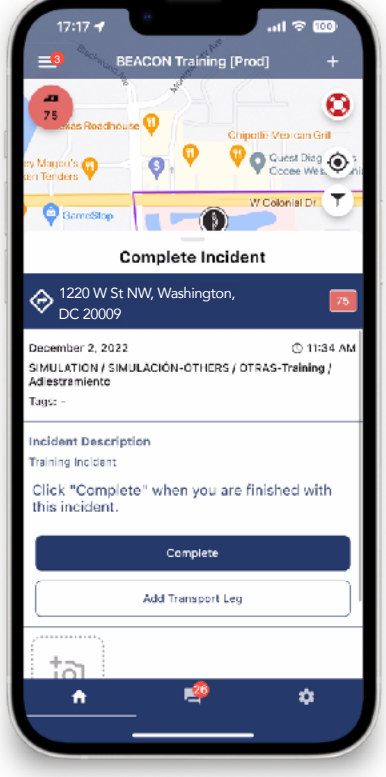 17:17
100
3
BEACON Training [Prod]
+
75
Texas Roadhouse
Chipotle Mexican Grill
Quest Diag
Ocoee West
W Colonial Dr
GameStop
Complete Incident
1220 W St NW, Washington,
DC 20009
75
December 2, 2022
11:34 AM
SIMULATION / SIMULACIÓN-OTHERS / OTRAS-Training /
Adiestramiento
Tags: -
Incident Description
Training Incident
Click "Complete" when you are finished with
this incident.
Complete
Add Transport Leg
26